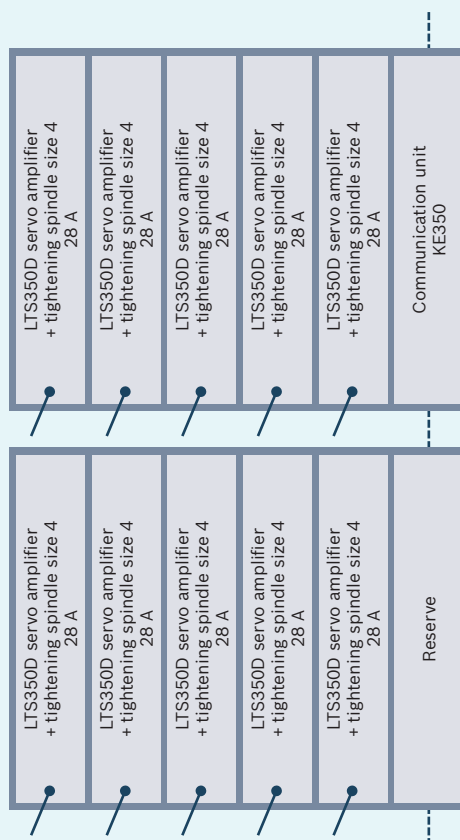 LTS350D servo amplifier
+ tightening spindle size 4
28 A
LTS350D servo amplifier
+ tightening spindle size 4
28 A
LTS350D servo amplifier
+ tightening spindle size 4
28 A
LTS350D servo amplifier
+ tightening spindle size 4
28 A
LTS350D servo amplifier
+ tightening spindle size 4
28 A
Communication unit
KE350
LTS350D servo amplifier
+ tightening spindle size 4
28 A
LTS350D servo amplifier
+ tightening spindle size 4
28 A
LTS350D servo amplifier
+ tightening spindle size 4
28 A
LTS350D servo amplifier
+ tightening spindle size 4
28 A
LTS350D servo amplifier
+ tightening spindle size 4
28 A
Reserve